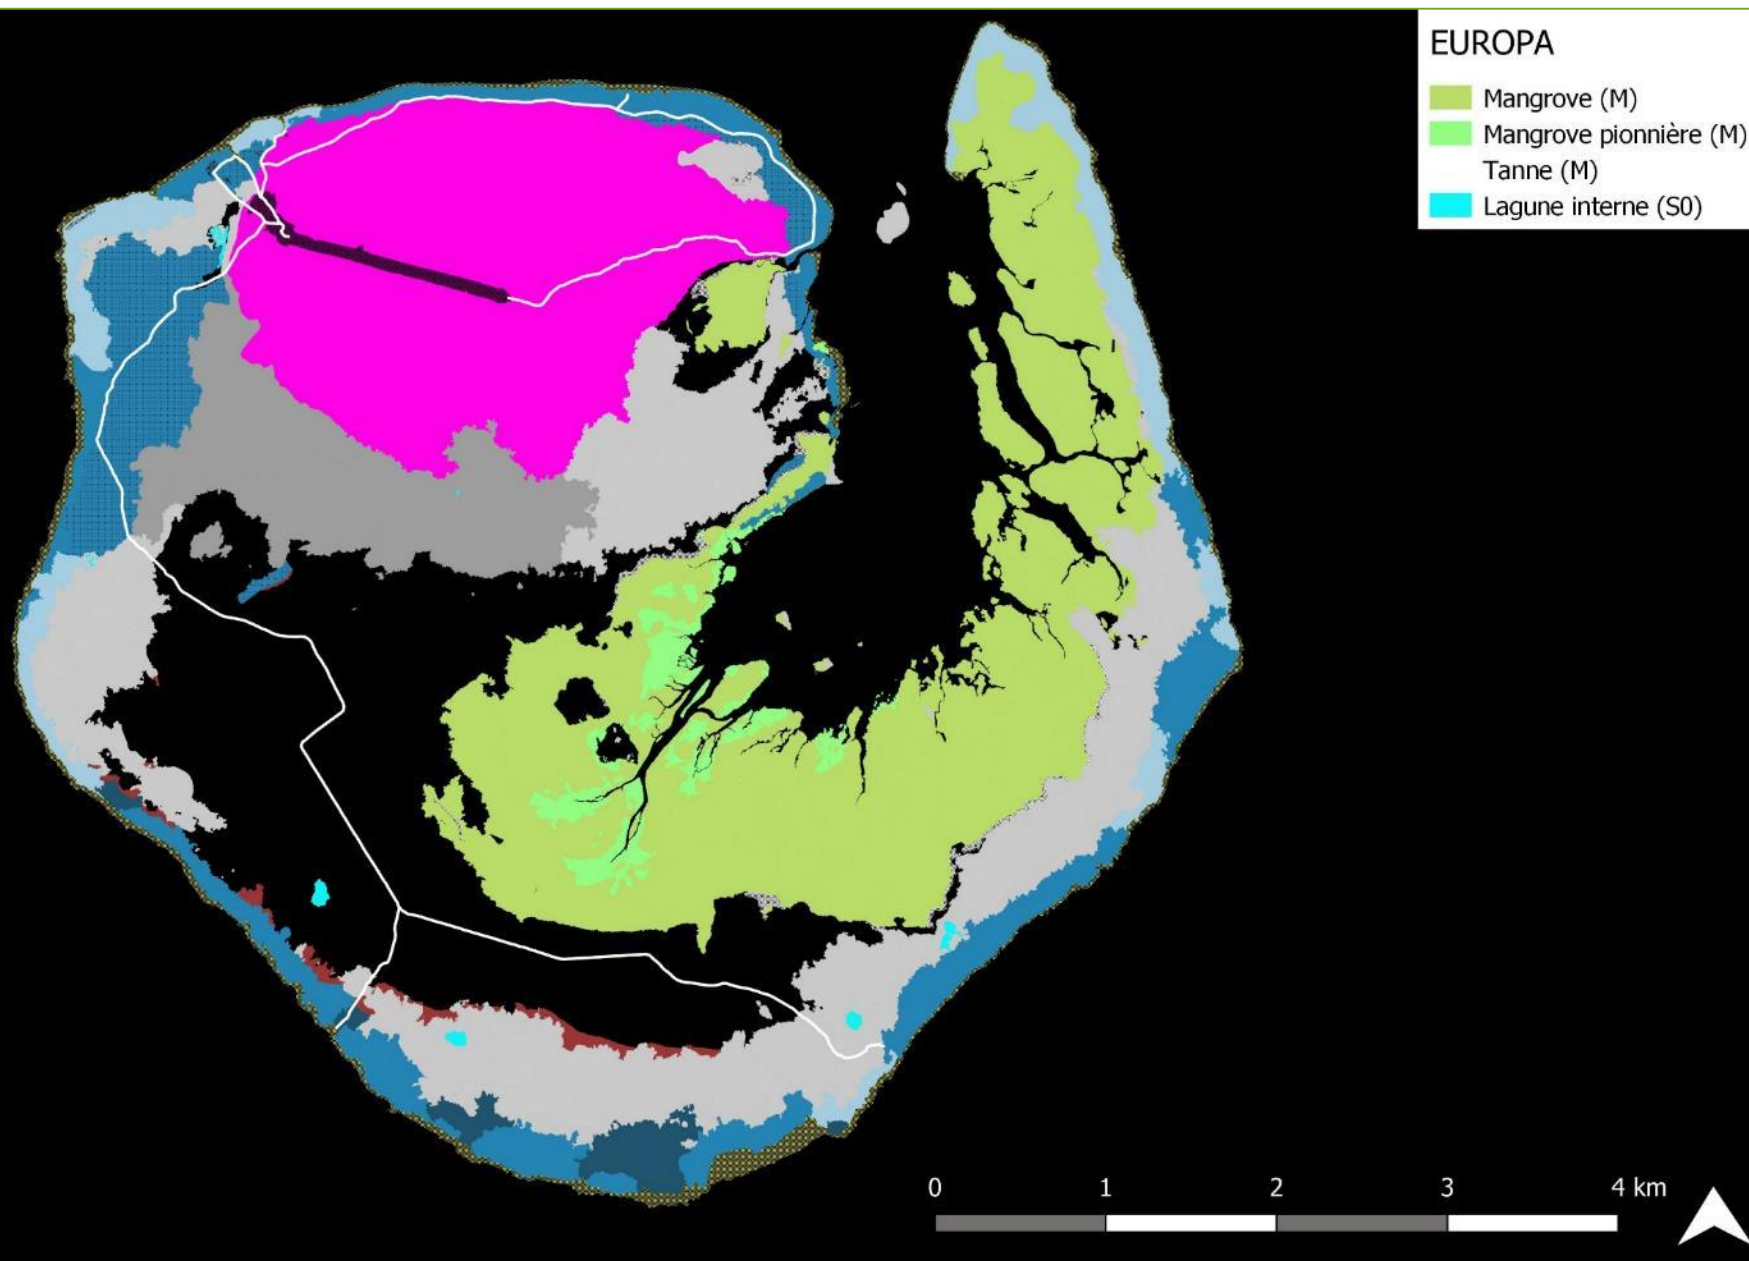 EUROPA
Mangrove (M)
Mangrove pionnière (M)
Tanne (M)
Lagune interne (S0)
0 1 2 3 4 km